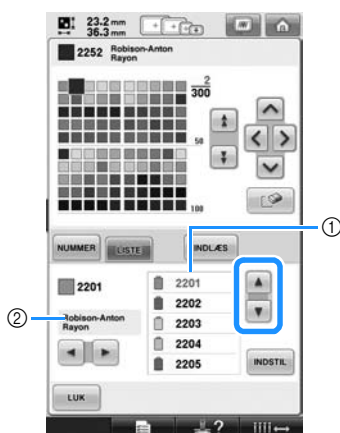 23.2 mm
36.3 mm
2252 Robison-Anton
Rayon
2
300
50
100
NUMMER LISTE INDLÆS
①
2201
2201
2202
② Robison-Anton
Rayon
2203
2204
2205
INDSTIL
LUK
?